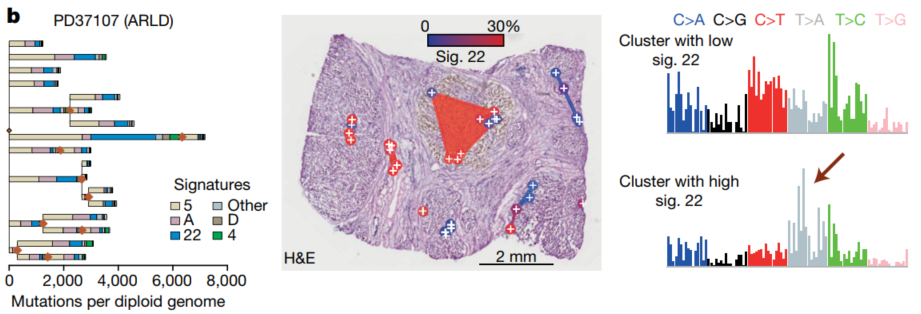 b
PD37107 (ARLD)
Signatures
5
Other
A
D
22
4
0
2,000
4,000
6,000
8,000
Mutations per diploid genome
0
30%
Sig. 22
H&E
2 mm
C>A C>G C>T T>A T>C T>G
Cluster with low
sig. 22
Cluster with high
sig. 22